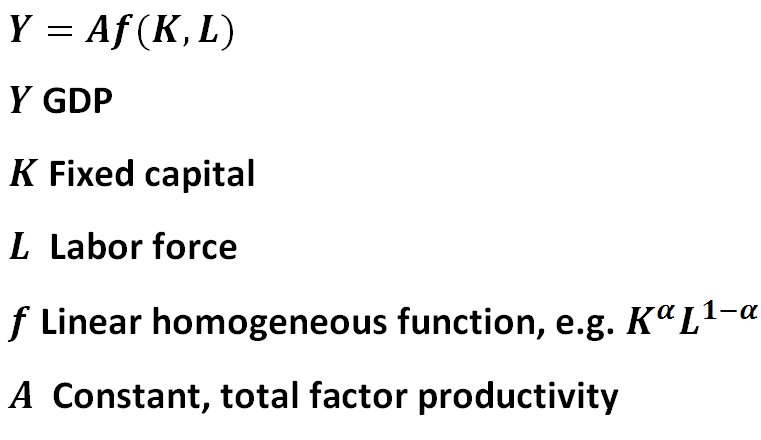 Y = Af(K, L)
Y GDP
K Fixed capital
L Labor force
f Linear homogeneous function, e.g. K^α L^{1−α}
A Constant, total factor productivity